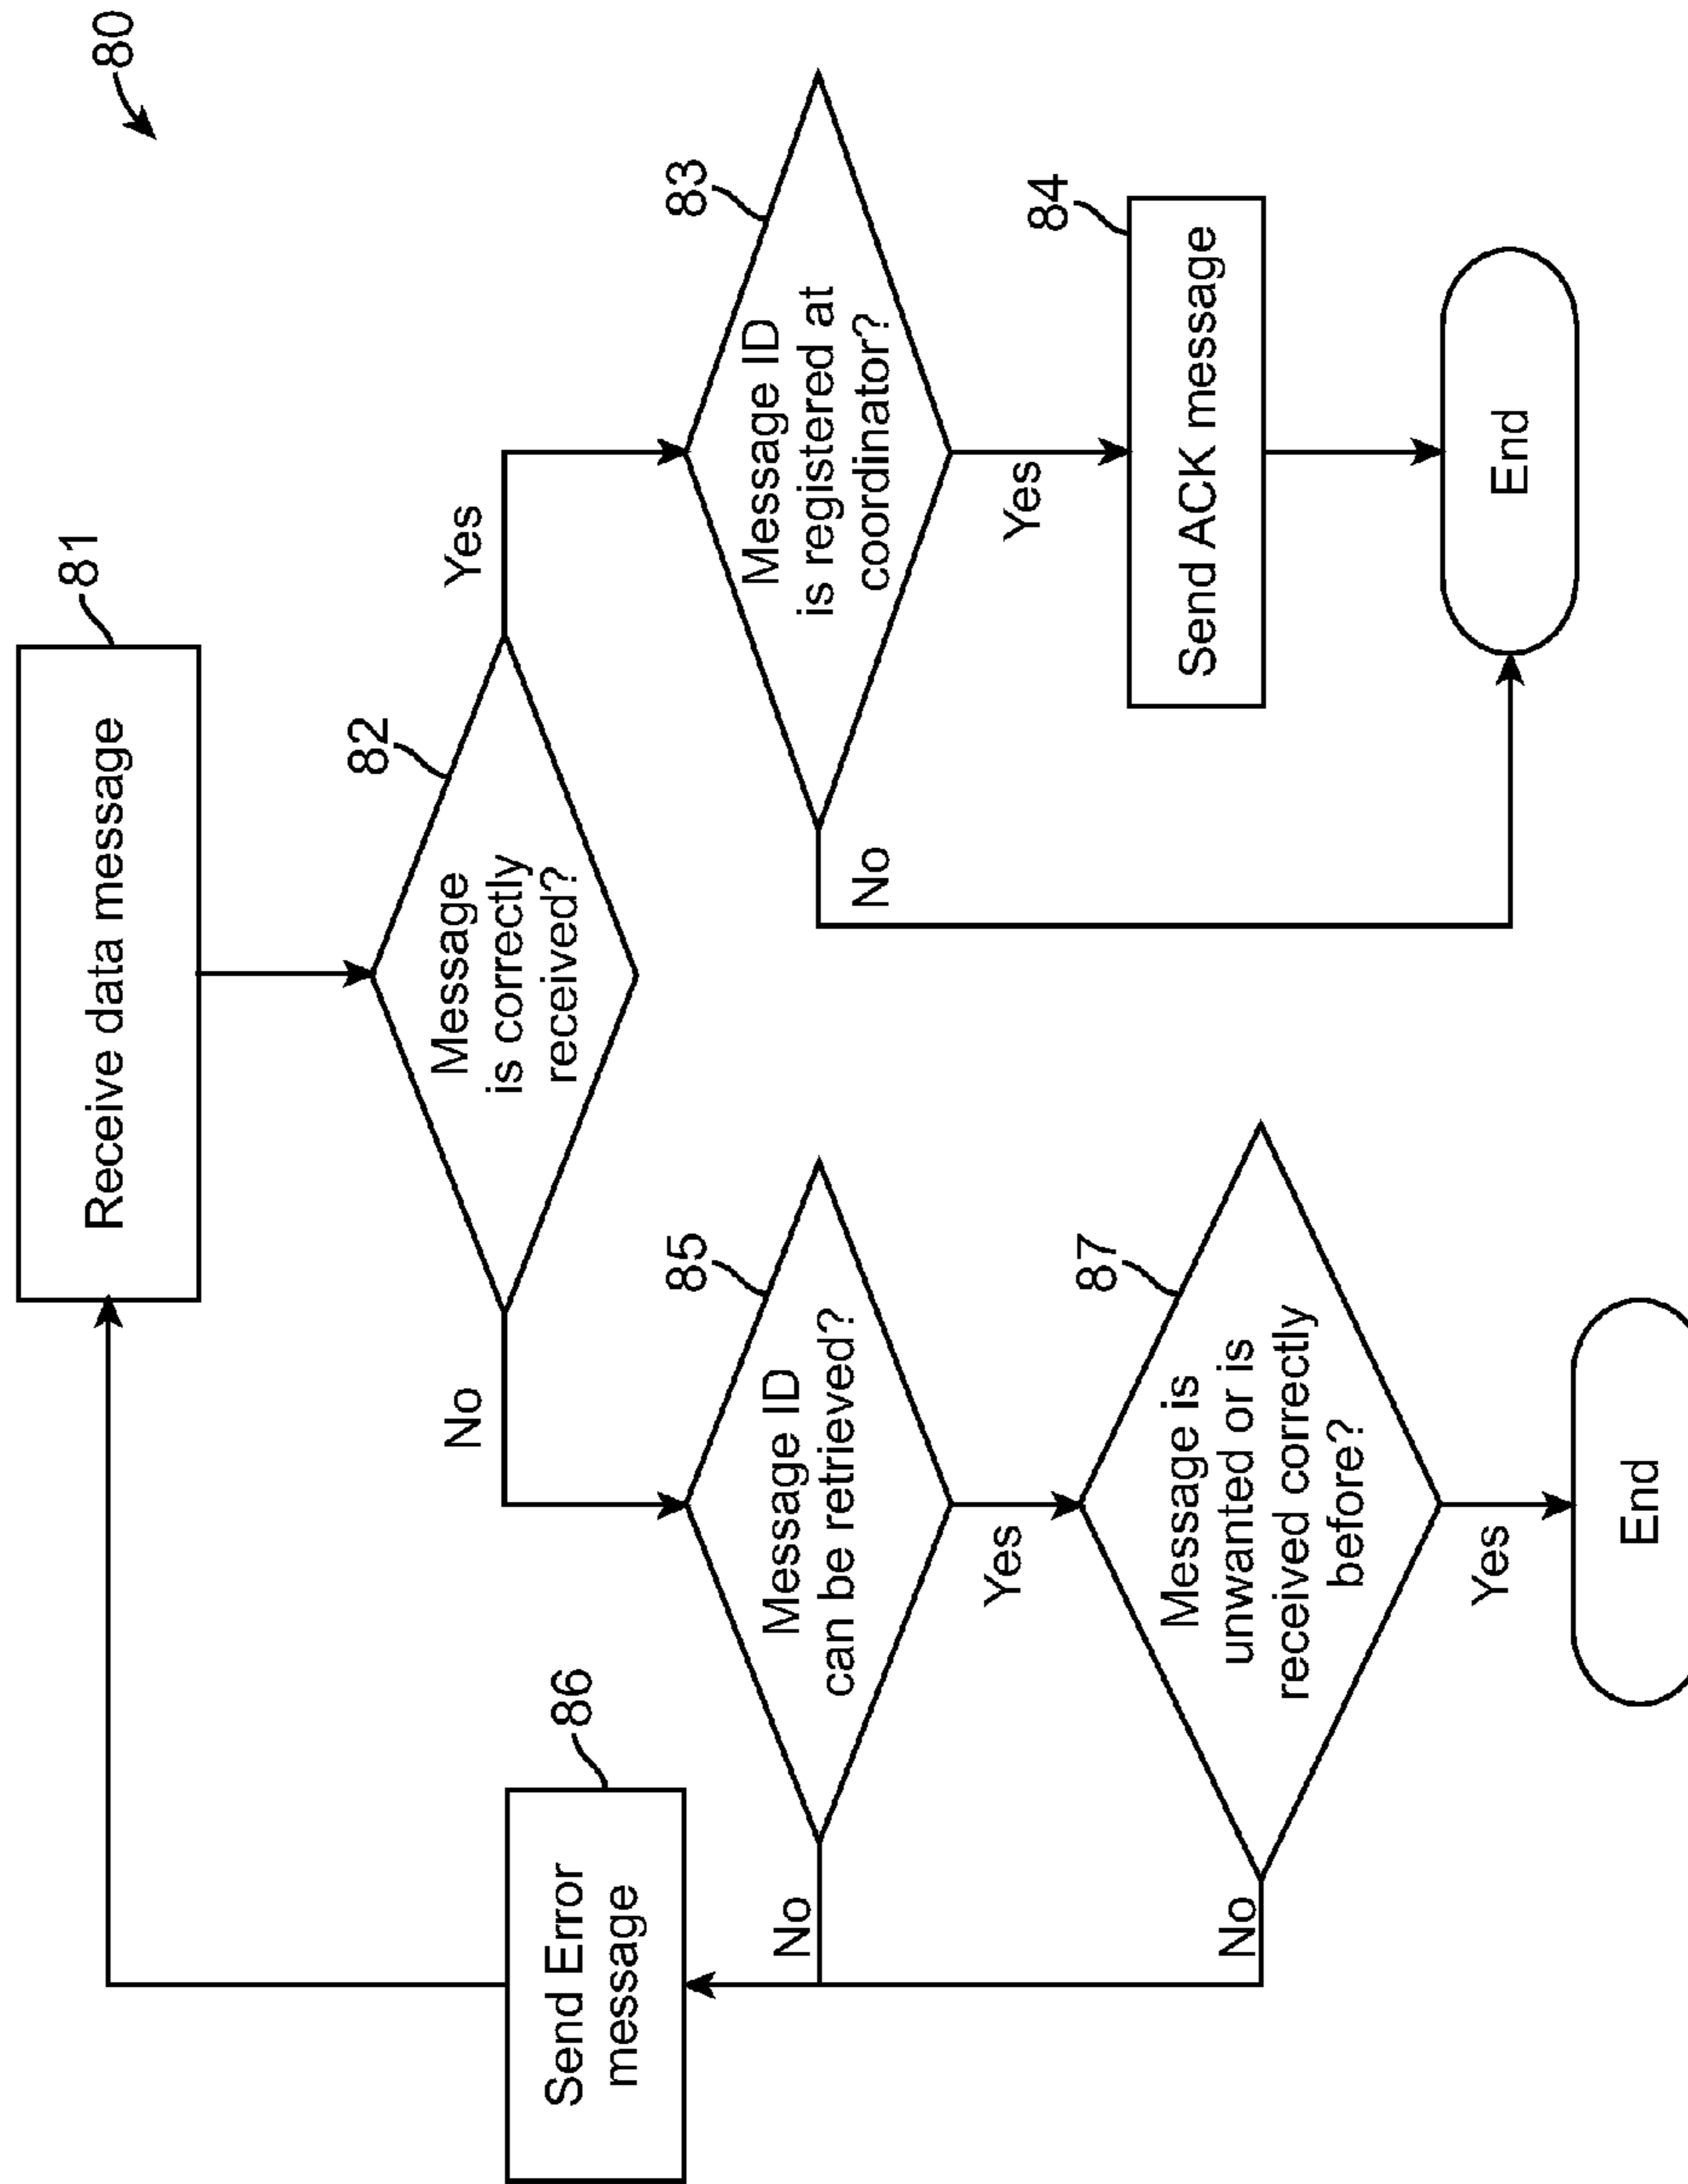 80
81
Receive data message
82
Message
is correctly
received?
Yes
No
83
Message ID
is registered at
coordinator?
Yes
No
84
Send ACK message
End
85
Message ID
can be retrieved?
No
Yes
86
Send Error
message
87
Message is
unwanted or is
received correctly
before?
No
Yes
End